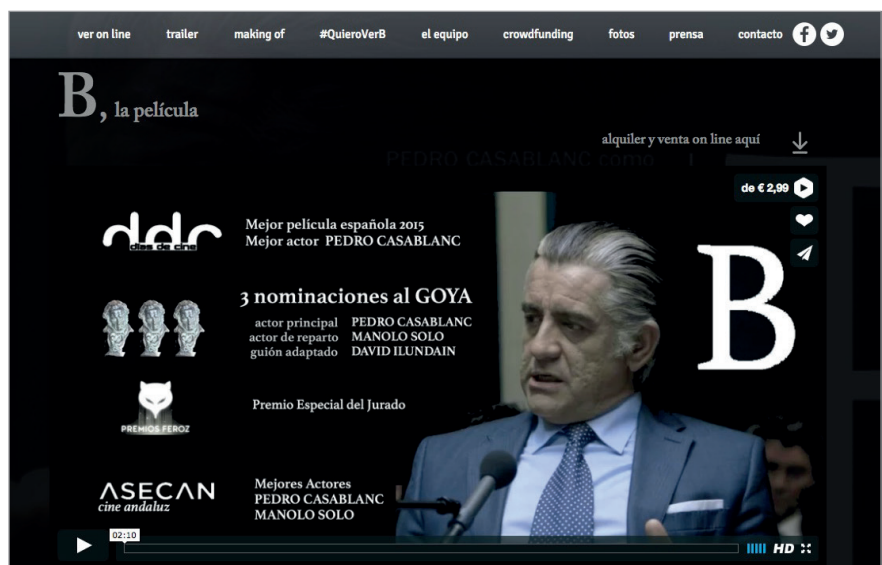 ver on line trailer making of #QuieroVerB el equipo crowdfunding fotos prensa contacto
B, la película
alquiler y venta on line aquí
PEDRO CASABLANC como
de € 2,99
ddc
días de cine
Mejor película española 2015
Mejor actor PEDRO CASABLANC
B
3 nominaciones al GOYA
actor principal PEDRO CASABLANC
actor de reparto MANOLO SOLO
guión adaptado DAVID ILUNDAIN
PREMIOS FEROZ
Premio Especial del Jurado
ASECAN
cine andaluz
Mejores Actores
PEDRO CASABLANC
MANOLO SOLO
02:10
HD